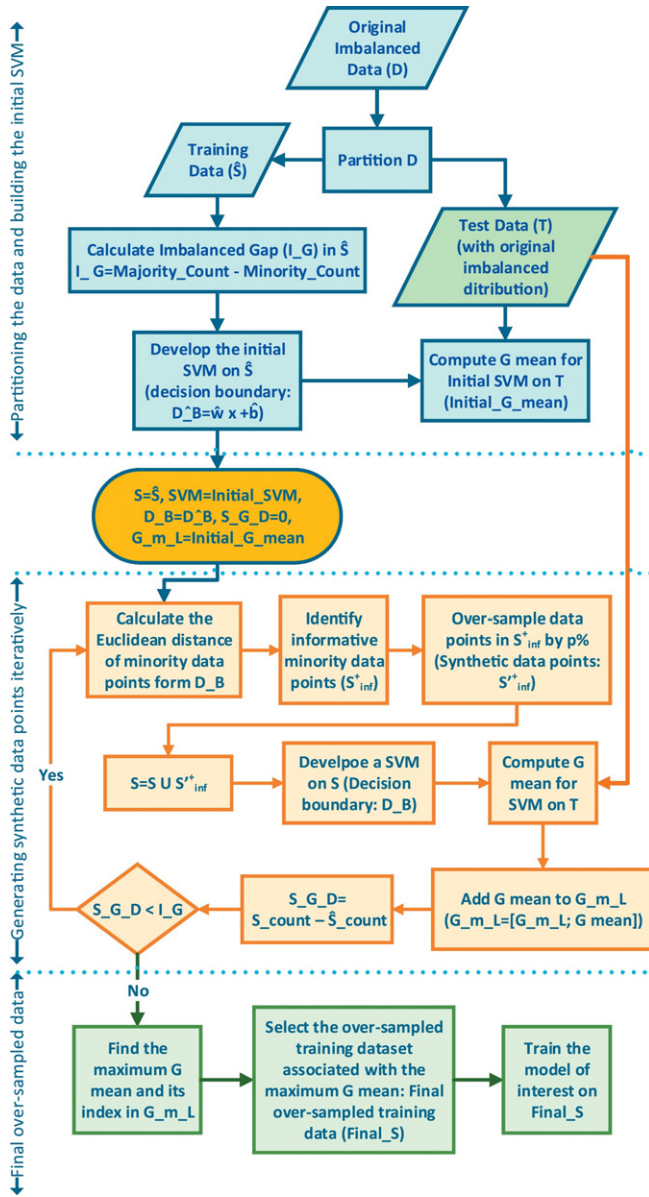 Partitioning the data and building the initial SVM
Original
Imbalanced
Data (D)
Partition D
Training
Data (Ŝ)
Test Data (T)
(with original
imbalanced
ditribution)
Calculate Imbalanced Gap (I_G) in Ŝ
I_ G=Majority_Count - Minority_Count
Develop the initial
SVM on Ŝ
(decision boundary:
D^_B=ŵ x +b̂)
Compute G mean for
Initial SVM on T
(Initial_G_mean)
S=Ŝ, SVM=Initial_SVM,
D_B=D^_B, S_G_D=0,
G_m_L=Initial_G_mean
Generating synthetic data points iteratively
Calculate the
Euclidean distance
of minority data
points form D_B
Identify
informative
minority data
points (S⁺inf)
Over-sample data
points in S⁺inf by p%
(Synthetic data points:
S'⁺inf)
S=S U S'⁺inf
Develpoe a SVM
on S (Decision
boundary: D_B)
Compute G
mean for
SVM on T
Add G mean to G_m_L
(G_m_L=[G_m_L; G mean])
S_G_D=
S_count – Ŝ_count
S_G_D < I_G
Yes
No
Final over-sampled data
Find the
maximum G
mean and its
index in G_m_L
Select the over-sampled
training dataset
associated with the
maximum G mean: Final
over-sampled training
data (Final_S)
Train the
model of
interest on
Final_S